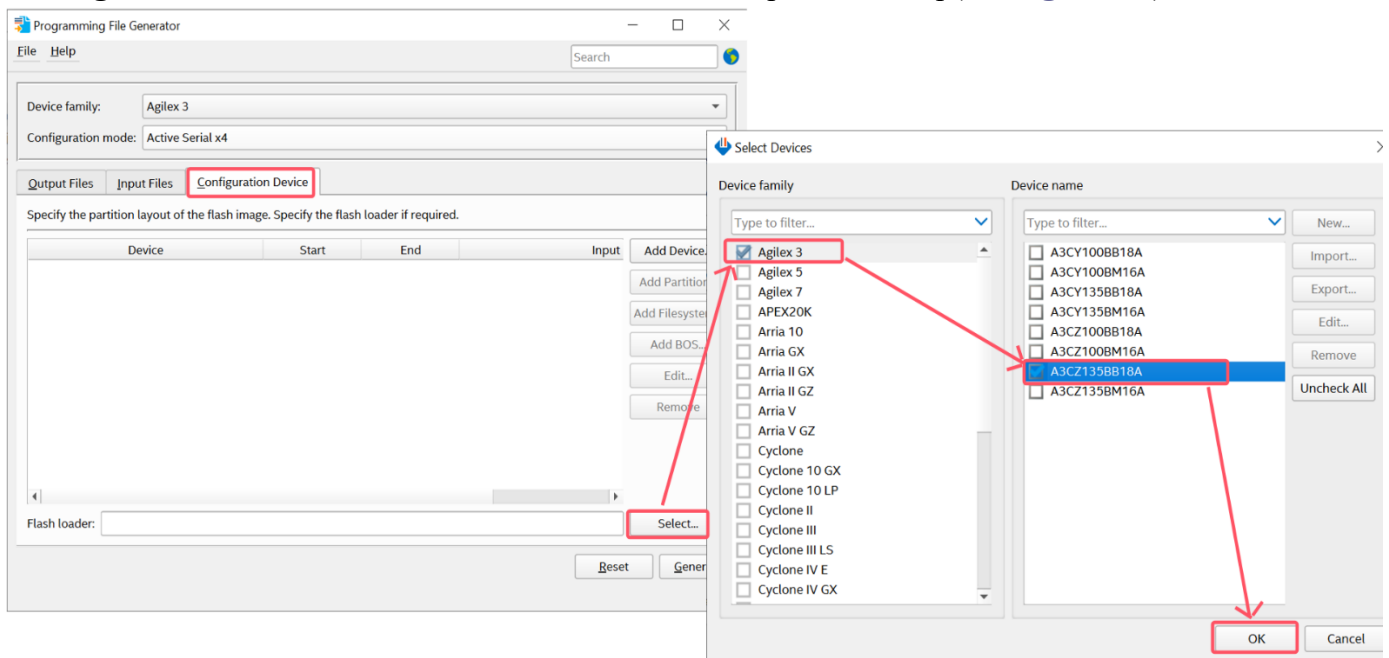 Programming File Generator
File Help
Search
Device family: Agilex 3
Configuration mode: Active Serial x4
Output Files Input Files Configuration Device
Specify the partition layout of the flash image. Specify the flash loader if required.
Device Start End Input
Add Device.
Add Partition
Add Filesyste
Add BOS..
Edit...
Remove
Flash loader: Select...
Reset Gener
Select Devices
Device family
Type to filter...
Agilex 3
Agilex 5
Agilex 7
APEX20K
Arria 10
Arria GX
Arria II GX
Arria II GZ
Arria V
Arria V GZ
Cyclone
Cyclone 10 GX
Cyclone 10 LP
Cyclone II
Cyclone III
Cyclone III LS
Cyclone IV E
Cyclone IV GX
Device name
Type to filter...
A3CY100BB18A
A3CY100BM16A
A3CY135BB18A
A3CY135BM16A
A3CZ100BB18A
A3CZ100BM16A
A3CZ135BB18A
A3CZ135BM16A
New...
Import...
Export...
Edit...
Remove
Uncheck All
OK Cancel